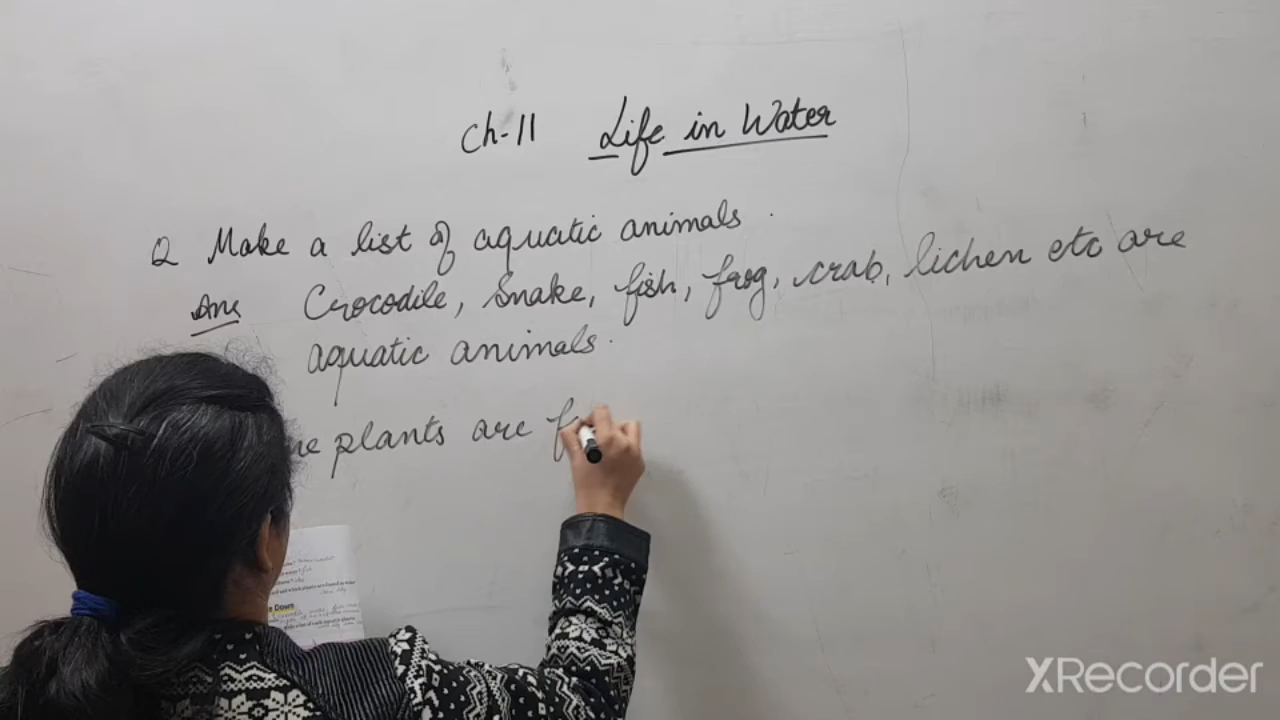 Ch-11 Life in Water
Q Make a list of aquatic animals.
Ans Crocodile, Snake, fish, frog, crab, lichen etc are
aquatic animals.
plants are
Down
XRecorder